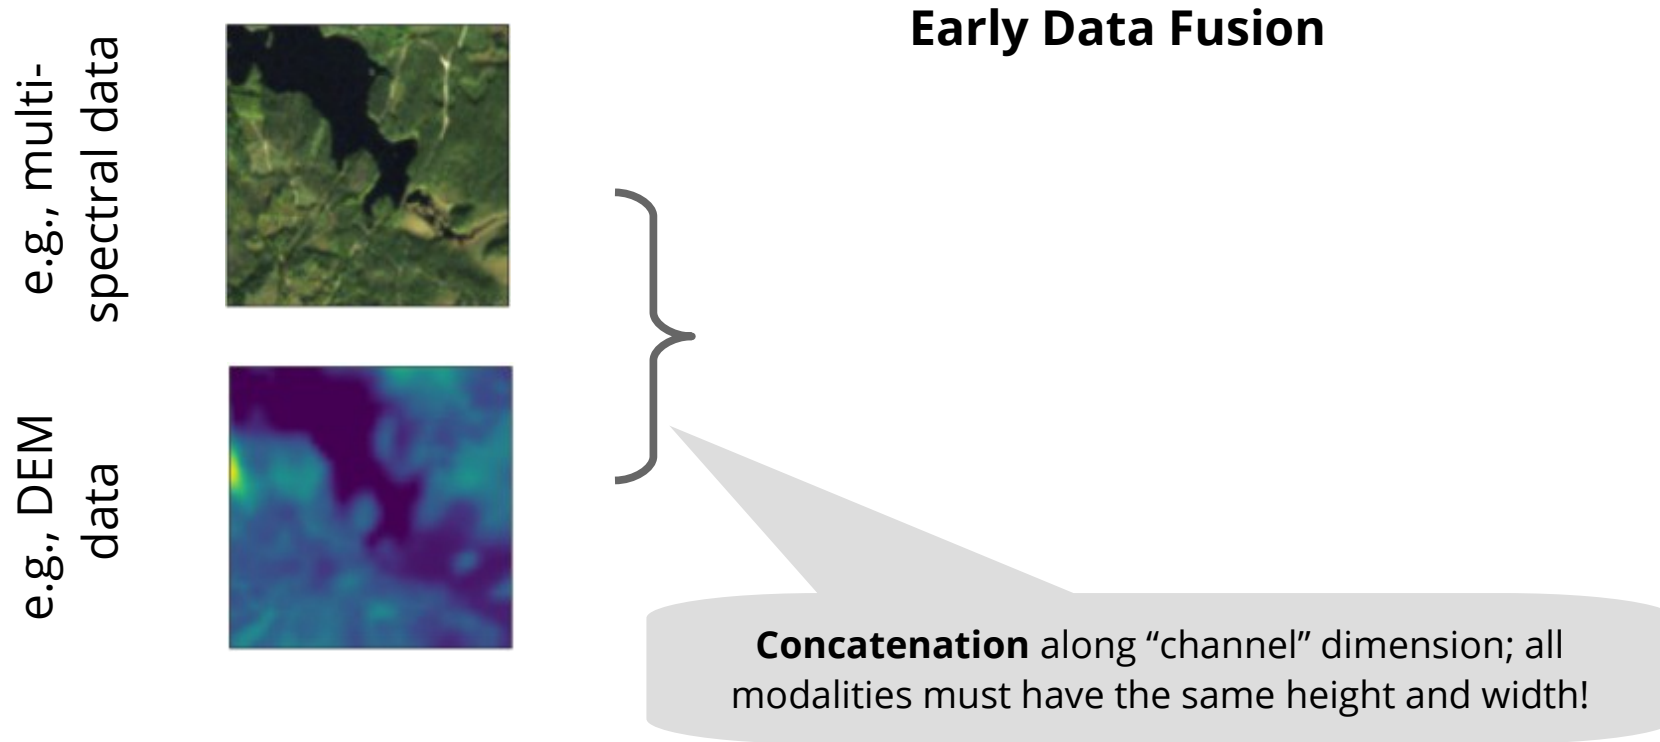 Early Data Fusion
e.g., multi-
spectral data
e.g., DEM
data
Concatenation along “channel” dimension; all
modalities must have the same height and width!